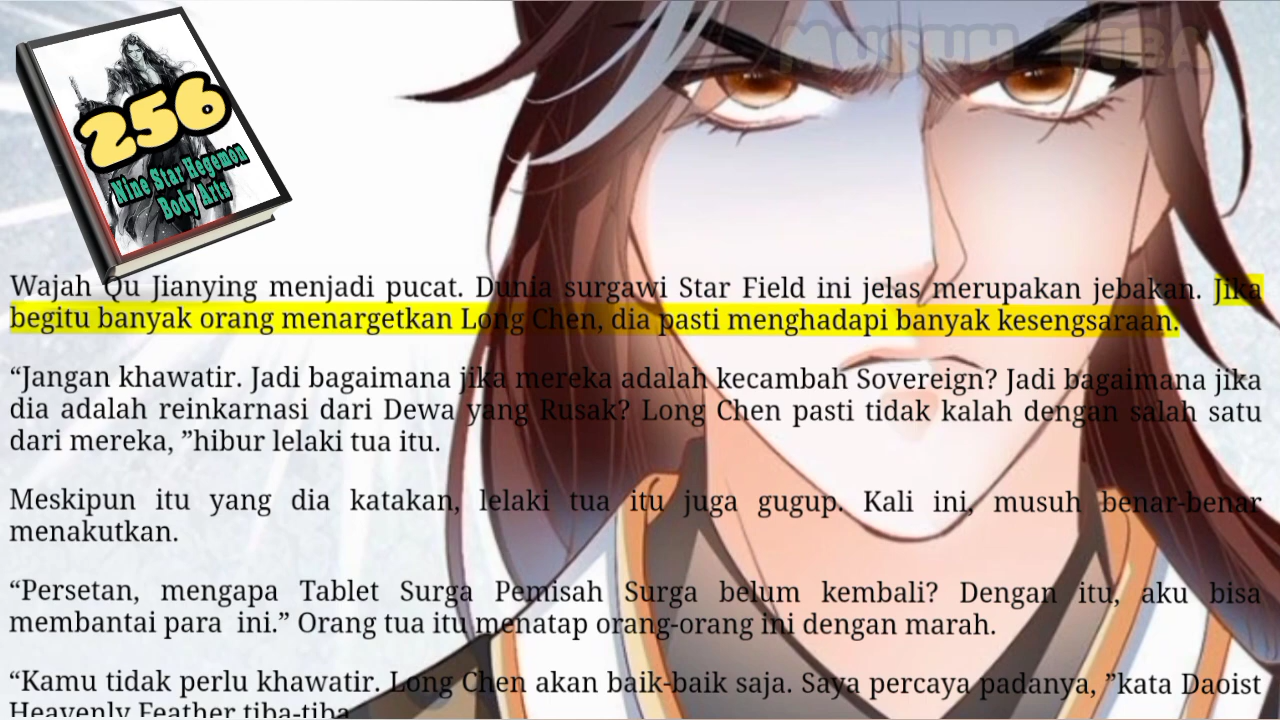 MUSUH TIBA
256
Nine Star Hegemon
Body Arts
Wajah Qu Jianying menjadi pucat. Dunia surgawi Star Field ini jelas merupakan jebakan. Jika
begitu banyak orang menargetkan Long Chen, dia pasti menghadapi banyak kesengsaraan.
“Jangan khawatir. Jadi bagaimana jika mereka adalah kecambah Sovereign? Jadi bagaimana jika
dia adalah reinkarnasi dari Dewa yang Rusak? Long Chen pasti tidak kalah dengan salah satu
dari mereka, ”hibur lelaki tua itu.
Meskipun itu yang dia katakan, lelaki tua itu juga gugup. Kali ini, musuh benar-benar
menakutkan.
“Persetan, mengapa Tablet Surga Pemisah Surga belum kembali? Dengan itu, aku bisa
membantai para  ini.” Orang tua itu menatap orang-orang ini dengan marah.
“Kamu tidak perlu khawatir. Long Chen akan baik-baik saja. Saya percaya padanya, ”kata Daoist
Heavenly Feather tiba-tiba